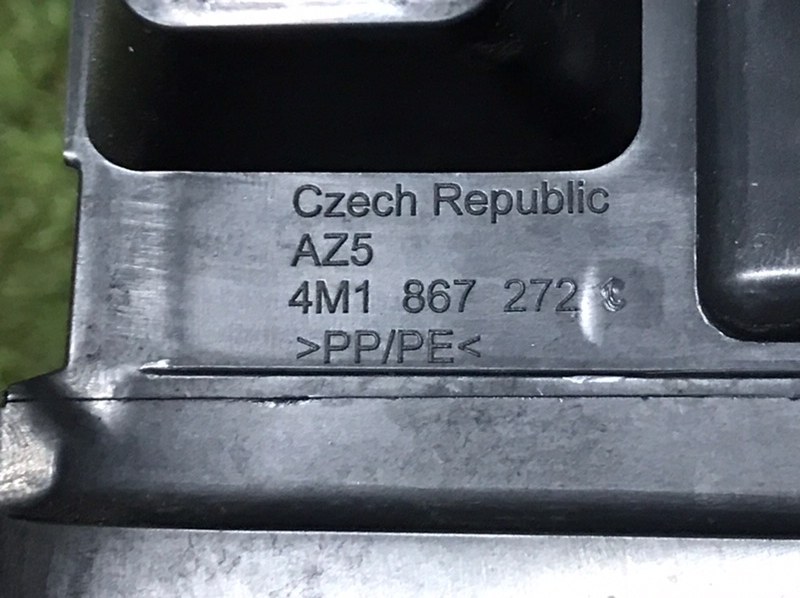 Czech Republic
AZ5
4M1 867 272 C
>PP/PE<